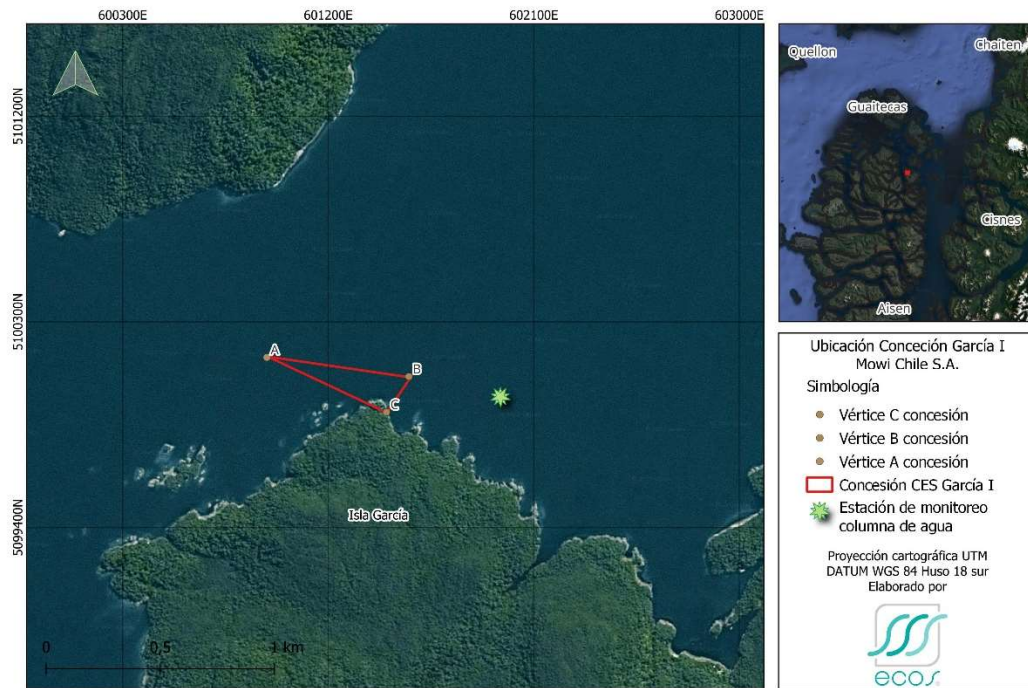 600300E
601200E
602100E
603000E
5101200N
5100300N
5099400N
A
B
C
Isla García
0
0,5
1 km
Quellon
Chaiten
Guaitecas
Cisnes
Aisen
Ubicación Conceción García I
Mowi Chile S.A.
Simbología
Vértice C concesión
Vértice B concesión
Vértice A concesión
Concesión CES García I
Estación de monitoreo
columna de agua
Proyección cartográfica UTM
DATUM WGS 84 Huso 18 sur
Elaborado por
ecos